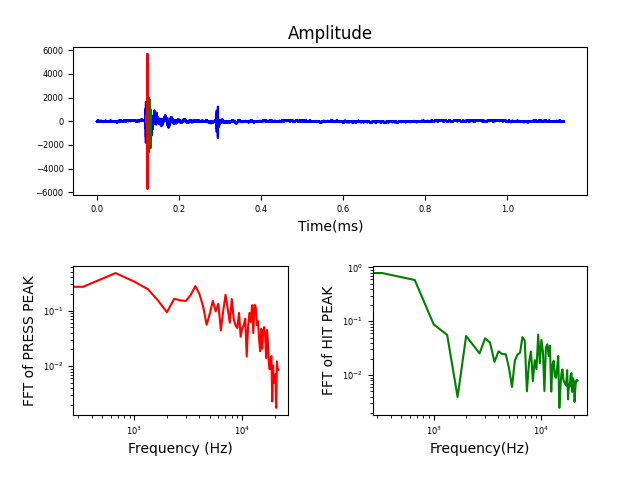 Amplitude
6000
4000
2000
0
−2000
−4000
−6000
0.0 0.2 0.4 0.6 0.8 1.0
Time(ms)
FFT of PRESS PEAK
10⁻¹
10⁻²
10³ 10⁴
Frequency (Hz)
FFT of HIT PEAK
10⁰
10⁻¹
10⁻²
10³ 10⁴
Frequency(Hz)